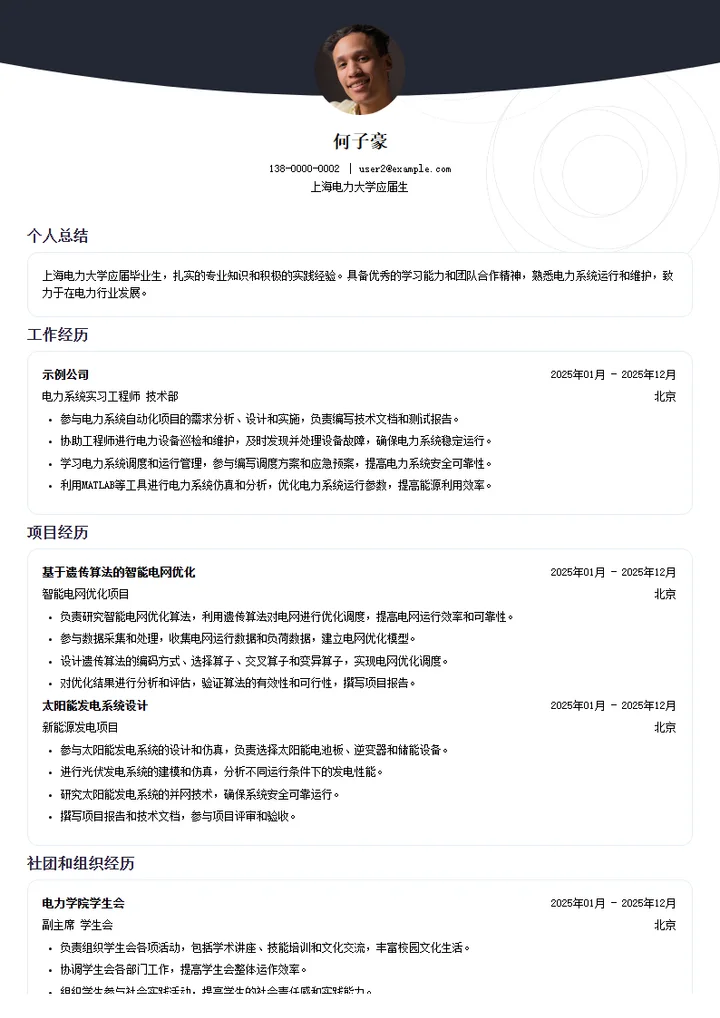 何子豪
138-0000-0002 | user2@example.com
上海电力大学应届生
个人总结
上海电力大学应届毕业生，扎实的专业知识和积极的实践经验。具备优秀的学习能力和团队合作精神，熟悉电力系统运行和维护，致
力于在电力行业发展。
工作经历
示例公司 2025年01月 - 2025年12月
电力系统实习工程师 技术部 北京
• 参与电力系统自动化项目的需求分析、设计和实施，负责编写技术文档和测试报告。
• 协助工程师进行电力设备巡检和维护，及时发现并处理设备故障，确保电力系统稳定运行。
• 学习电力系统调度和运行管理，参与编写调度方案和应急预案，提高电力系统安全可靠性。
• 利用MATLAB等工具进行电力系统仿真和分析，优化电力系统运行参数，提高能源利用效率。
项目经历
基于遗传算法的智能电网优化 2025年01月 - 2025年12月
智能电网优化项目 北京
• 负责研究智能电网优化算法，利用遗传算法对电网进行优化调度，提高电网运行效率和可靠性。
• 参与数据采集和处理，收集电网运行数据和负荷数据，建立电网优化模型。
• 设计遗传算法的编码方式、选择算子、交叉算子和变异算子，实现电网优化调度。
• 对优化结果进行分析和评估，验证算法的有效性和可行性，撰写项目报告。
太阳能发电系统设计 2025年01月 - 2025年12月
新能源发电项目 北京
• 参与太阳能发电系统的设计和仿真，负责选择太阳能电池板、逆变器和储能设备。
• 进行光伏发电系统的建模和仿真，分析不同运行条件下的发电性能。
• 研究太阳能发电系统的并网技术，确保系统安全可靠运行。
• 撰写项目报告和技术文档，参与项目评审和验收。
社团和组织经历
电力学院学生会 2025年01月 - 2025年12月
副主席 学生会 北京
• 负责组织学生会各项活动，包括学术讲座、技能培训和文化交流，丰富校园文化生活。
• 协调学生会各部门工作，提高学生会整体运作效率。
• 组织学生参与社会实践活动，提高学生的社会责任感和实践能力。